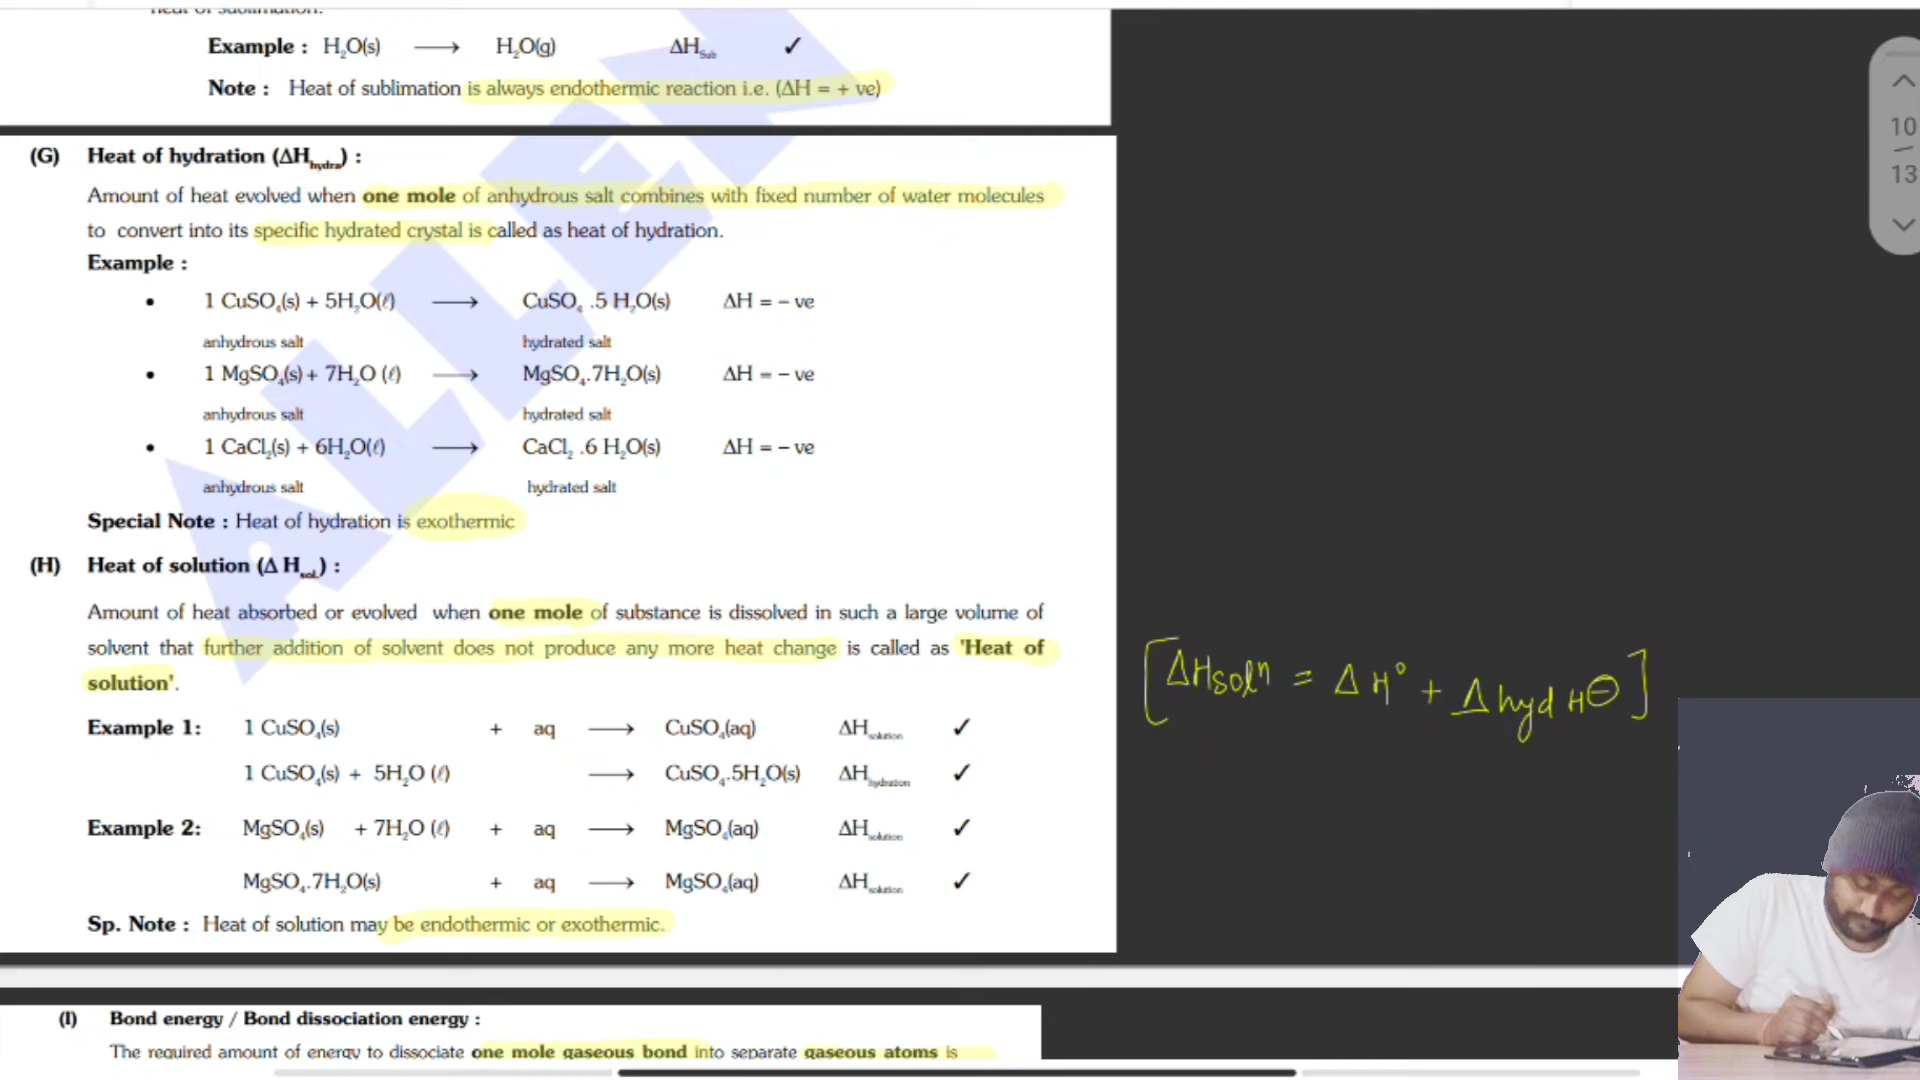 Example : H₂O(s) ⟶ H₂O(g) ΔH_Sub ✓
Note : Heat of sublimation is always endothermic reaction i.e. (ΔH = + ve)
(G) Heat of hydration (ΔH_hydra) :
Amount of heat evolved when one mole of anhydrous salt combines with fixed number of water molecules
to convert into its specific hydrated crystal is called as heat of hydration.
Example :
• 1 CuSO₄(s) + 5H₂O(ℓ) ⟶ CuSO₄ .5 H₂O(s) ΔH = – ve
anhydrous salt hydrated salt
• 1 MgSO₄(s) + 7H₂O (ℓ) ⟶ MgSO₄.7H₂O(s) ΔH = – ve
anhydrous salt hydrated salt
• 1 CaCl₂(s) + 6H₂O(ℓ) ⟶ CaCl₂ .6 H₂O(s) ΔH = – ve
anhydrous salt hydrated salt
Special Note : Heat of hydration is exothermic
(H) Heat of solution (Δ H_sol.) :
Amount of heat absorbed or evolved when one mole of substance is dissolved in such a large volume of
solvent that further addition of solvent does not produce any more heat change is called as 'Heat of
solution'.
Example 1: 1 CuSO₄(s) + aq ⟶ CuSO₄(aq) ΔH_solution ✓
1 CuSO₄(s) + 5H₂O (ℓ) ⟶ CuSO₄.5H₂O(s) ΔH_hydration ✓
Example 2: MgSO₄(s) + 7H₂O (ℓ) + aq ⟶ MgSO₄(aq) ΔH_solution ✓
MgSO₄.7H₂O(s) + aq ⟶ MgSO₄(aq) ΔH_solution ✓
Sp. Note : Heat of solution may be endothermic or exothermic.
(I) Bond energy / Bond dissociation energy :
The required amount of energy to dissociate one mole gaseous bond into separate gaseous atoms is
[ΔHsolⁿ = Δ H° + Δhyd H⊖]
ALLEN
10
13